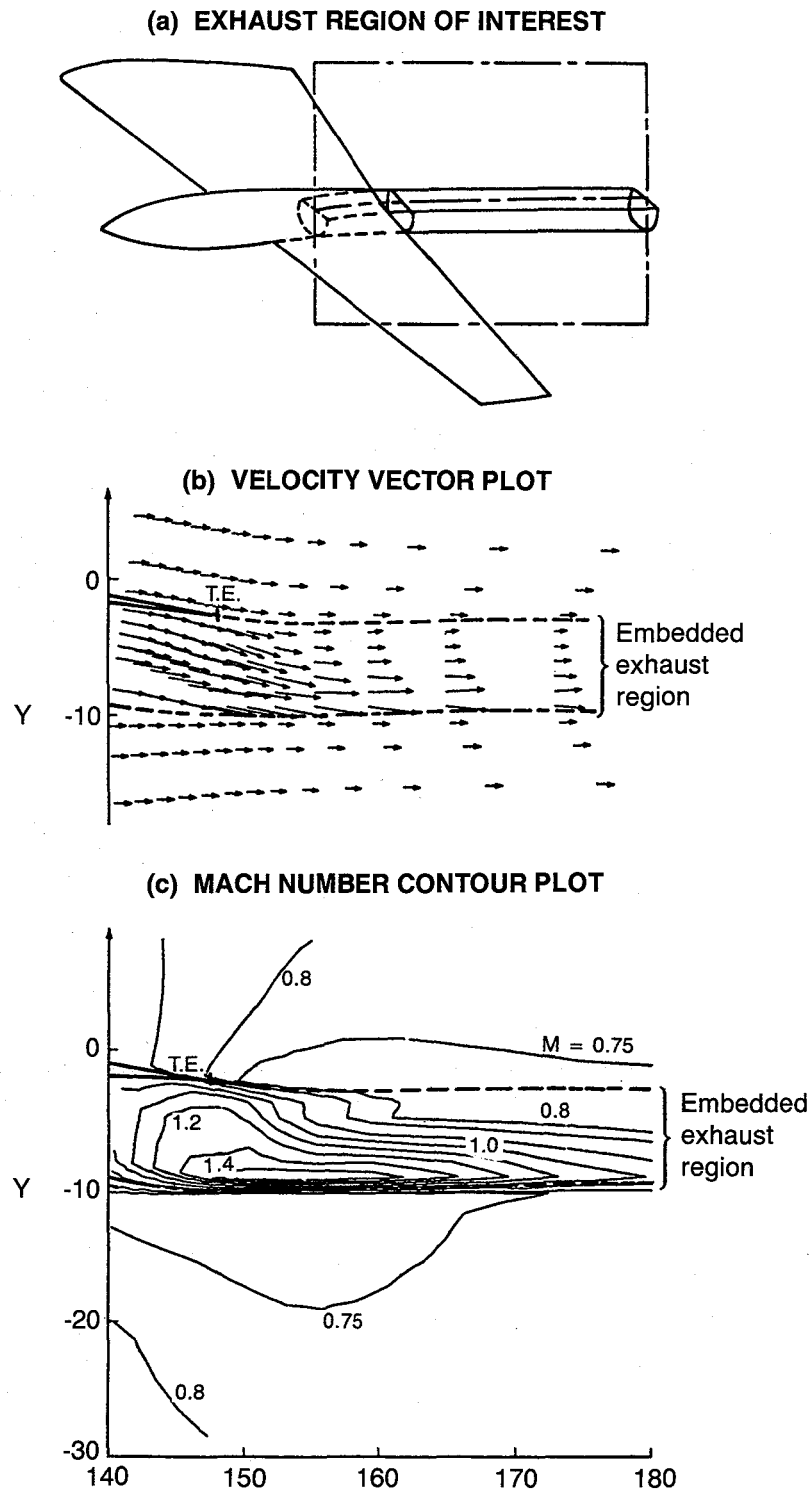 (a) EXHAUST REGION OF INTEREST
(b) VELOCITY VECTOR PLOT
0
T.E.
Embedded
exhaust
region
Y
-10
(c) MACH NUMBER CONTOUR PLOT
0.8
0
M = 0.75
T.E.
0.8
Embedded
exhaust
region
1.2
1.0
1.4
Y
-10
-20
0.75
0.8
-30
140
150
160
170
180